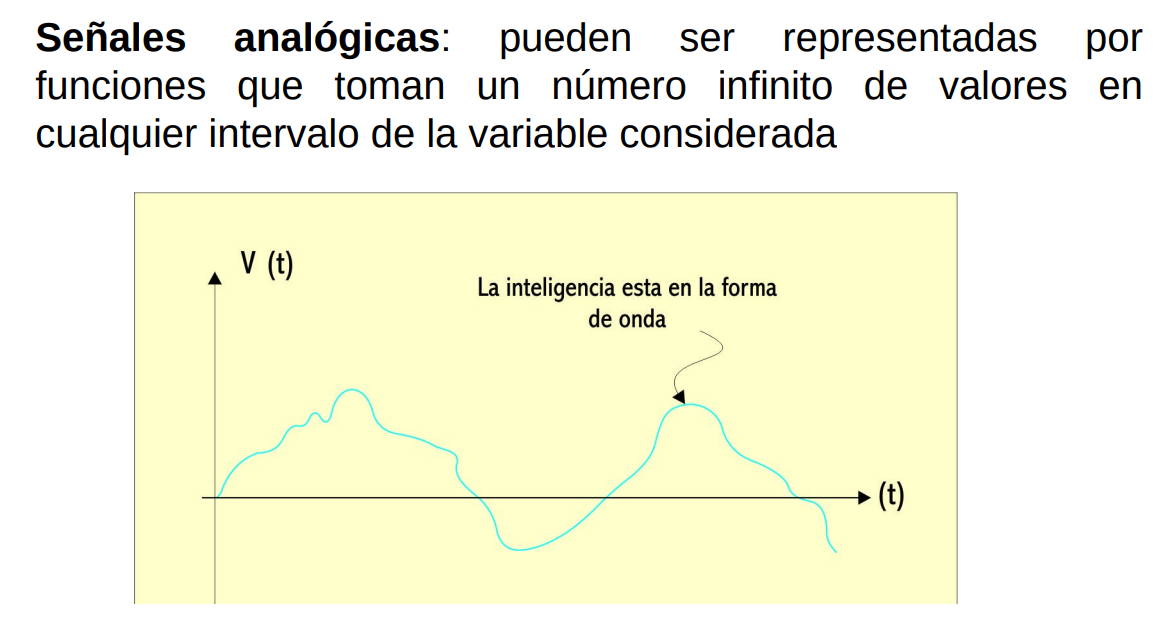 Señales analógicas: pueden ser representadas por
funciones que toman un número infinito de valores en
cualquier intervalo de la variable considerada
V (t)
La inteligencia esta en la forma
de onda
(t)